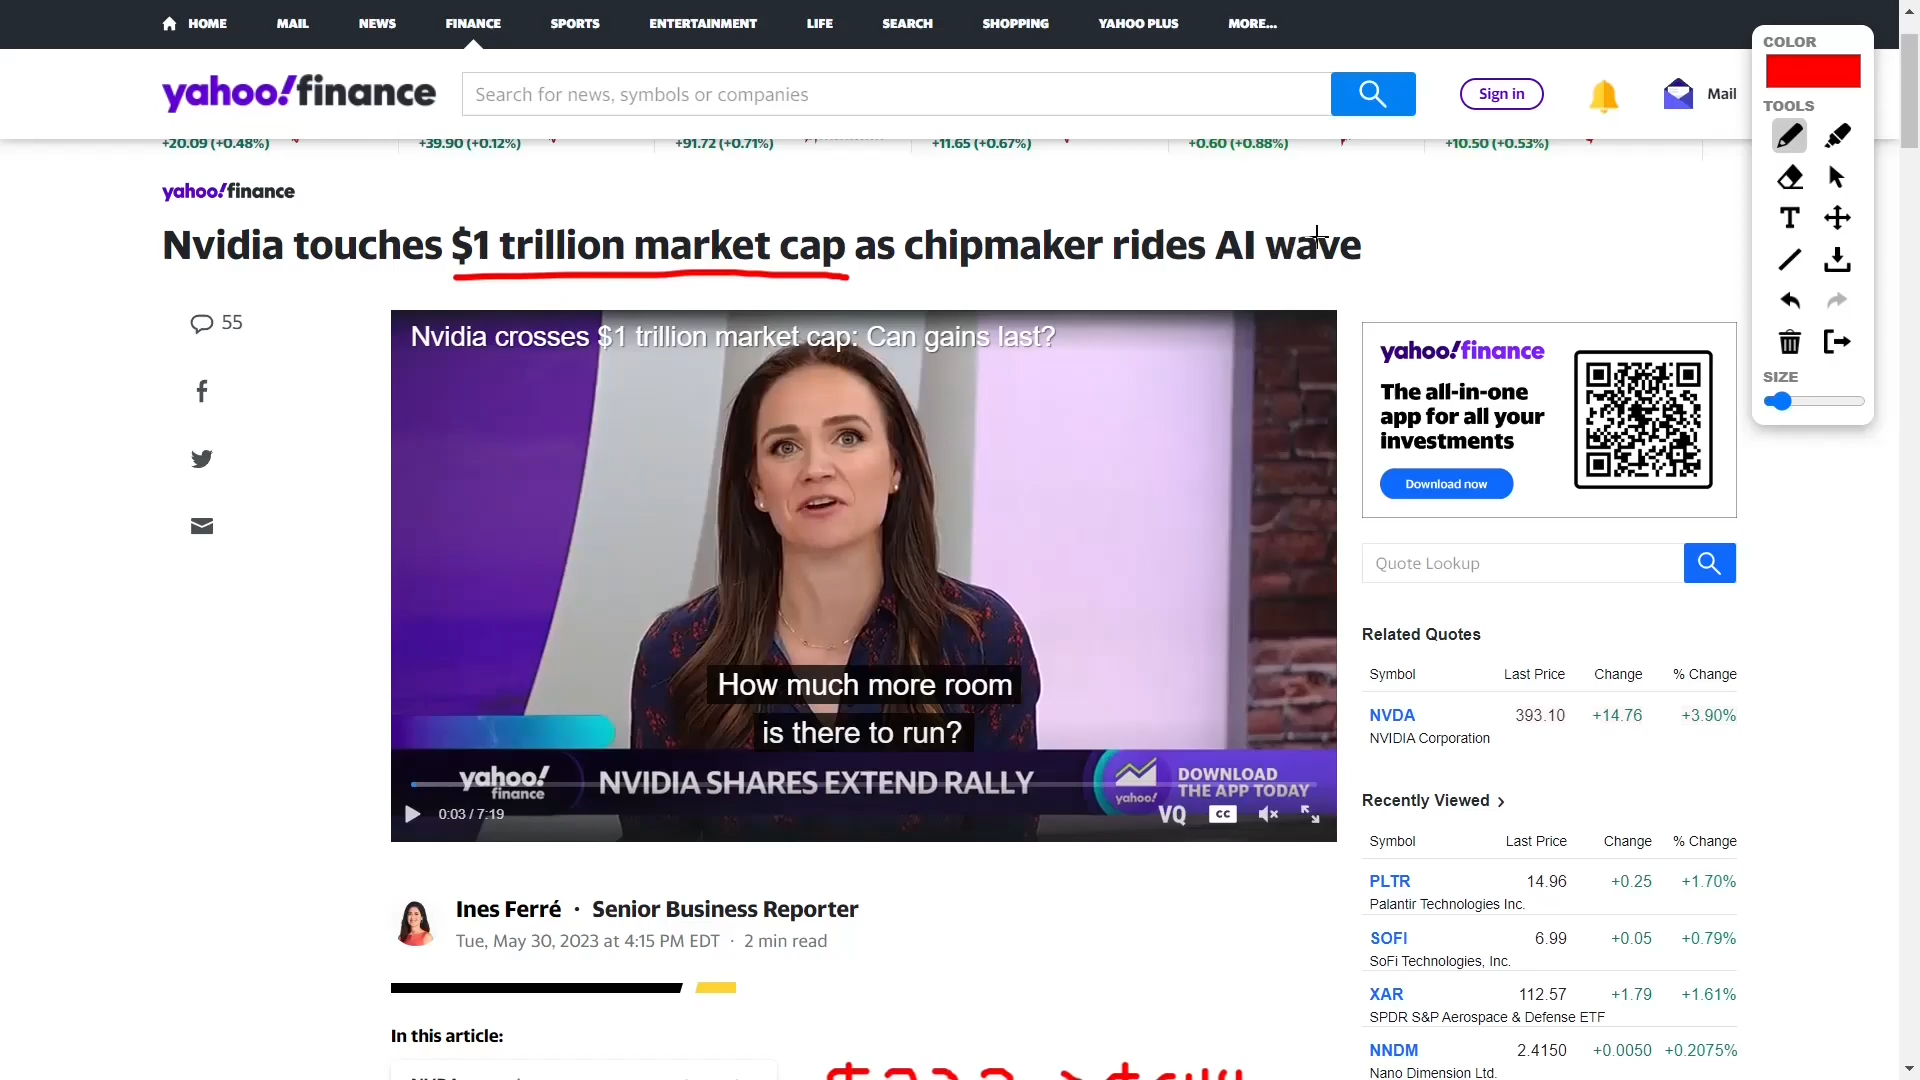 HOME MAIL NEWS FINANCE SPORTS ENTERTAINMENT LIFE SEARCH SHOPPING YAHOO PLUS MORE...
yahoo!finance Search for news, symbols or companies Sign in Mail
+20.09 (+0.48%) +39.90 (+0.12%) +91.72 (+0.71%) +11.65 (+0.67%) +0.60 (+0.88%) +10.50 (+0.53%)
yahoo!finance
Nvidia touches $1 trillion market cap as chipmaker rides AI wave
55
Nvidia crosses $1 trillion market cap: Can gains last?
How much more room
is there to run?
yahoo!
finance
NVIDIA SHARES EXTEND RALLY
yahoo!
DOWNLOAD
THE APP TODAY
0:03 / 7:19
VQ CC
Ines Ferré · Senior Business Reporter
Tue, May 30, 2023 at 4:15 PM EDT · 2 min read
In this article:
yahoo!finance
The all-in-one
app for all your
investments
Download now
Quote Lookup
Related Quotes
Symbol Last Price Change % Change
NVDA 393.10 +14.76 +3.90%
NVIDIA Corporation
Recently Viewed
Symbol Last Price Change % Change
PLTR 14.96 +0.25 +1.70%
Palantir Technologies Inc.
SOFI 6.99 +0.05 +0.79%
SoFi Technologies, Inc.
XAR 112.57 +1.79 +1.61%
SPDR S&P Aerospace & Defense ETF
NNDM 2.4150 +0.0050 +0.2075%
Nano Dimension Ltd.
COLOR
TOOLS
T
SIZE